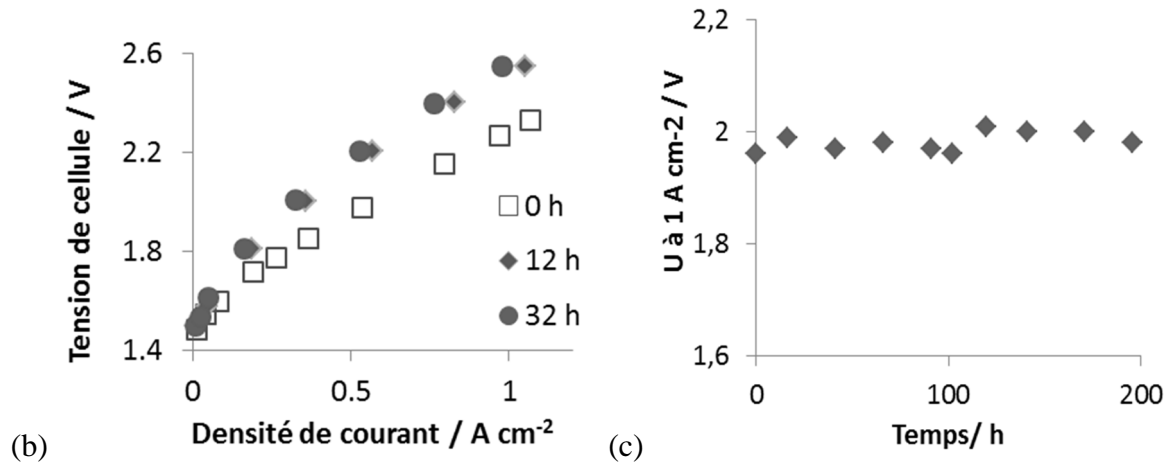 2.6
2.2
1.8
1.4
Tension de cellule / V
0 h
12 h
32 h
0
0.5
1
Densité de courant / A cm⁻²
(b)
2,2
2
1,8
1,6
U à 1 A cm-2 / V
0
100
200
Temps/ h
(c)